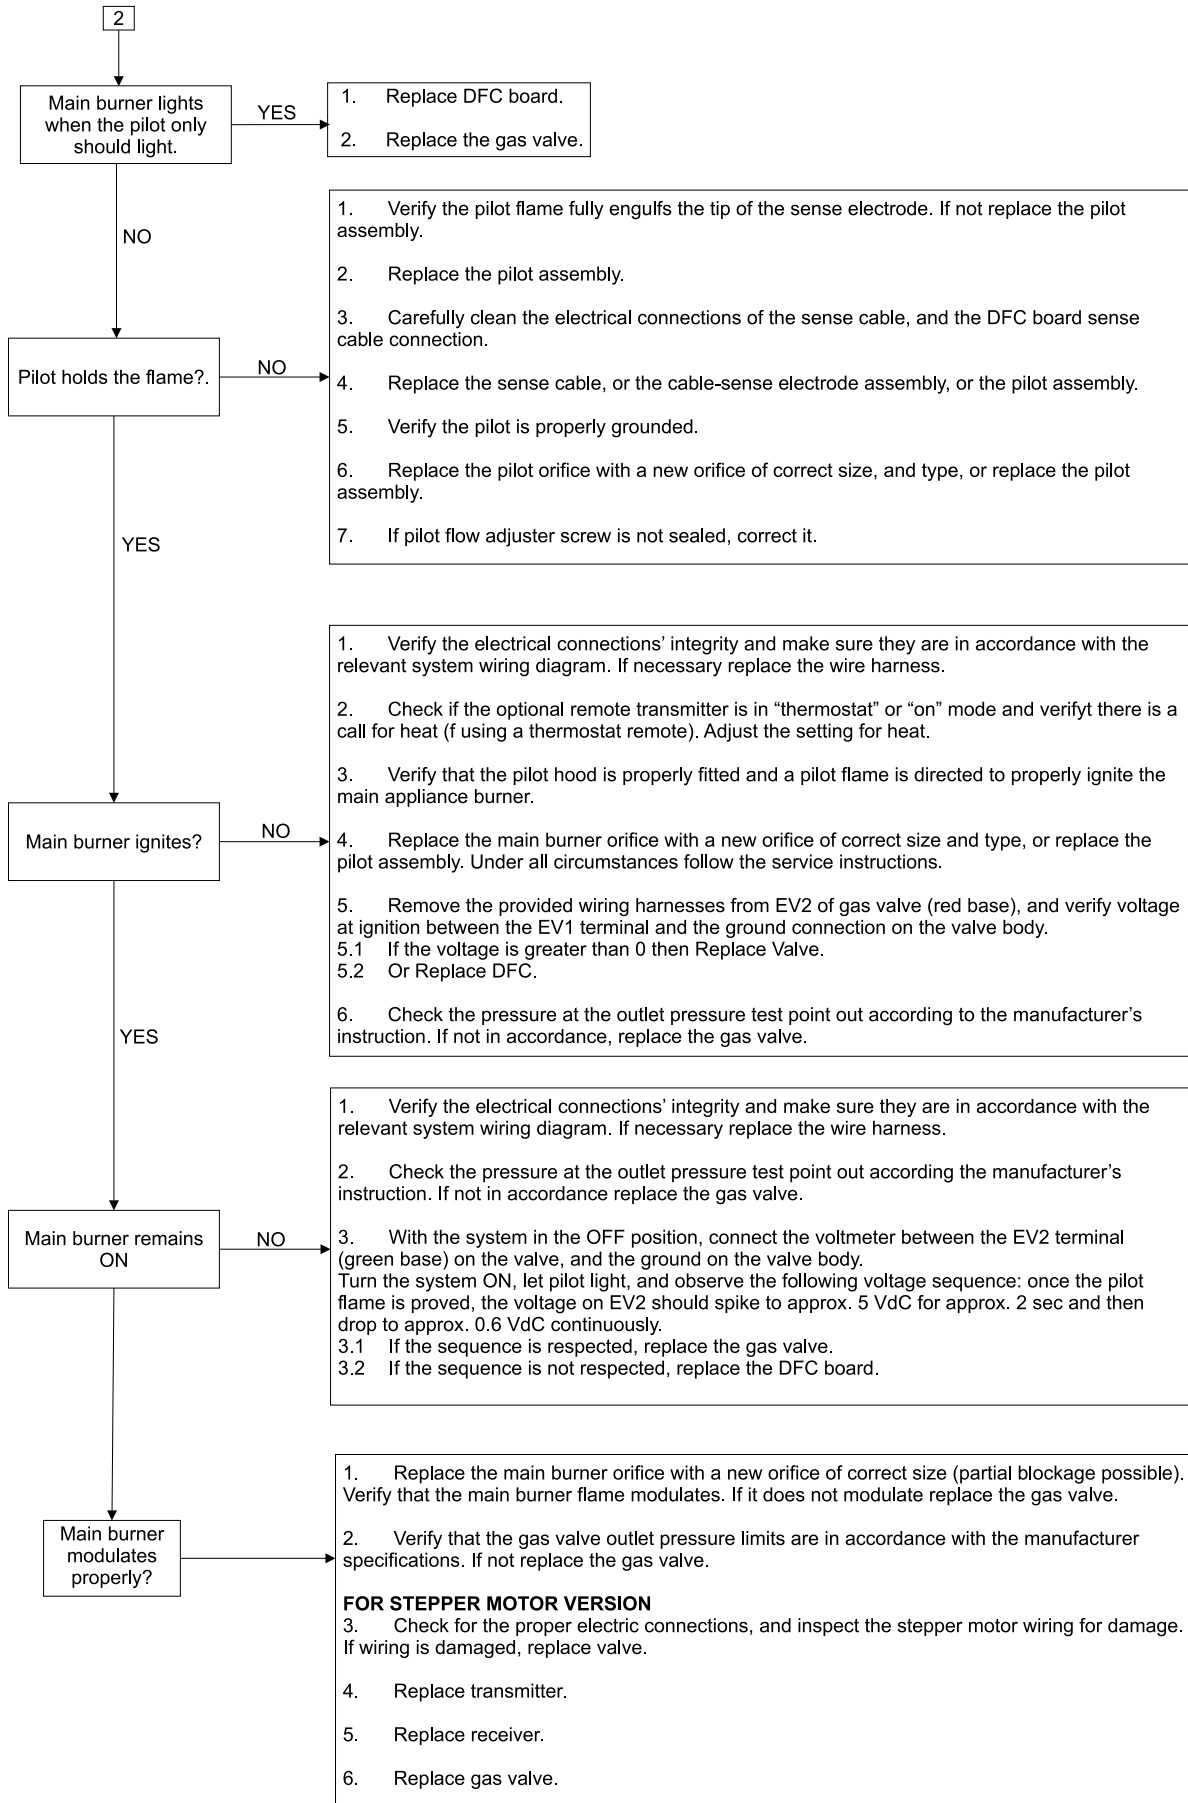 2
Main burner lights
when the pilot only
should light.
YES
1. Replace DFC board.
2. Replace the gas valve.
NO
1. Verify the pilot flame fully engulfs the tip of the sense electrode. If not replace the pilot
assembly.
2. Replace the pilot assembly.
3. Carefully clean the electrical connections of the sense cable, and the DFC board sense
cable connection.
4. Replace the sense cable, or the cable-sense electrode assembly, or the pilot assembly.
5. Verify the pilot is properly grounded.
6. Replace the pilot orifice with a new orifice of correct size, and type, or replace the pilot
assembly.
7. If pilot flow adjuster screw is not sealed, correct it.
Pilot holds the flame?.
NO
YES
1. Verify the electrical connections’ integrity and make sure they are in accordance with the
relevant system wiring diagram. If necessary replace the wire harness.
2. Check if the optional remote transmitter is in “thermostat” or “on” mode and verifyt there is a
call for heat (f using a thermostat remote). Adjust the setting for heat.
3. Verify that the pilot hood is properly fitted and a pilot flame is directed to properly ignite the
main appliance burner.
4. Replace the main burner orifice with a new orifice of correct size and type, or replace the
pilot assembly. Under all circumstances follow the service instructions.
5. Remove the provided wiring harnesses from EV2 of gas valve (red base), and verify voltage
at ignition between the EV1 terminal and the ground connection on the valve body.
5.1 If the voltage is greater than 0 then Replace Valve.
5.2 Or Replace DFC.
6. Check the pressure at the outlet pressure test point out according to the manufacturer’s
instruction. If not in accordance, replace the gas valve.
Main burner ignites?
NO
YES
1. Verify the electrical connections’ integrity and make sure they are in accordance with the
relevant system wiring diagram. If necessary replace the wire harness.
2. Check the pressure at the outlet pressure test point out according the manufacturer’s
instruction. If not in accordance replace the gas valve.
3. With the system in the OFF position, connect the voltmeter between the EV2 terminal
(green base) on the valve, and the ground on the valve body.
Turn the system ON, let pilot light, and observe the following voltage sequence: once the pilot
flame is proved, the voltage on EV2 should spike to approx. 5 VdC for approx. 2 sec and then
drop to approx. 0.6 VdC continuously.
3.1 If the sequence is respected, replace the gas valve.
3.2 If the sequence is not respected, replace the DFC board.
Main burner remains
ON
NO
1. Replace the main burner orifice with a new orifice of correct size (partial blockage possible).
Verify that the main burner flame modulates. If it does not modulate replace the gas valve.
2. Verify that the gas valve outlet pressure limits are in accordance with the manufacturer
specifications. If not replace the gas valve.
FOR STEPPER MOTOR VERSION
3. Check for the proper electric connections, and inspect the stepper motor wiring for damage.
If wiring is damaged, replace valve.
4. Replace transmitter.
5. Replace receiver.
6. Replace gas valve.
Main burner
modulates
properly?